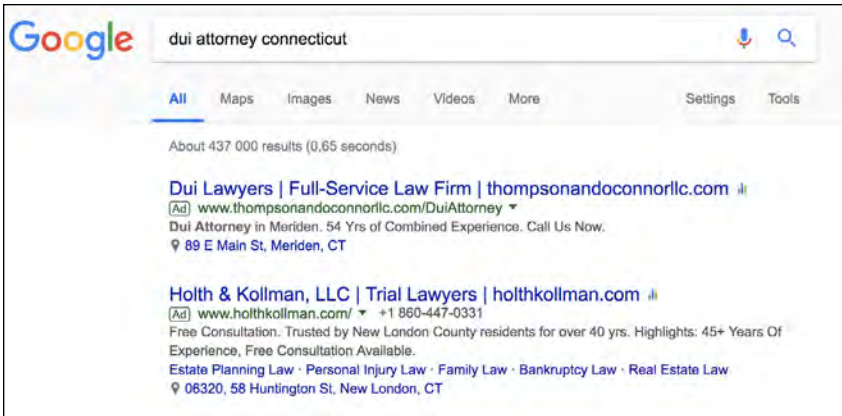 Google dui attorney connecticut
All Maps Images News Videos More Settings Tools
About 437 000 results (0,65 seconds)
Dui Lawyers | Full-Service Law Firm | thompsonandoconnorllc.com
Ad www.thompsonandoconnorllc.com/DuiAttorney
Dui Attorney in Meriden. 54 Yrs of Combined Experience. Call Us Now.
89 E Main St, Meriden, CT
Holth & Kollman, LLC | Trial Lawyers | holthkollman.com
Ad www.holthkollman.com/ +1 860-447-0331
Free Consultation. Trusted by New London County residents for over 40 yrs. Highlights: 45+ Years Of
Experience, Free Consultation Available.
Estate Planning Law · Personal Injury Law · Family Law · Bankruptcy Law · Real Estate Law
06320, 58 Huntington St, New London, CT